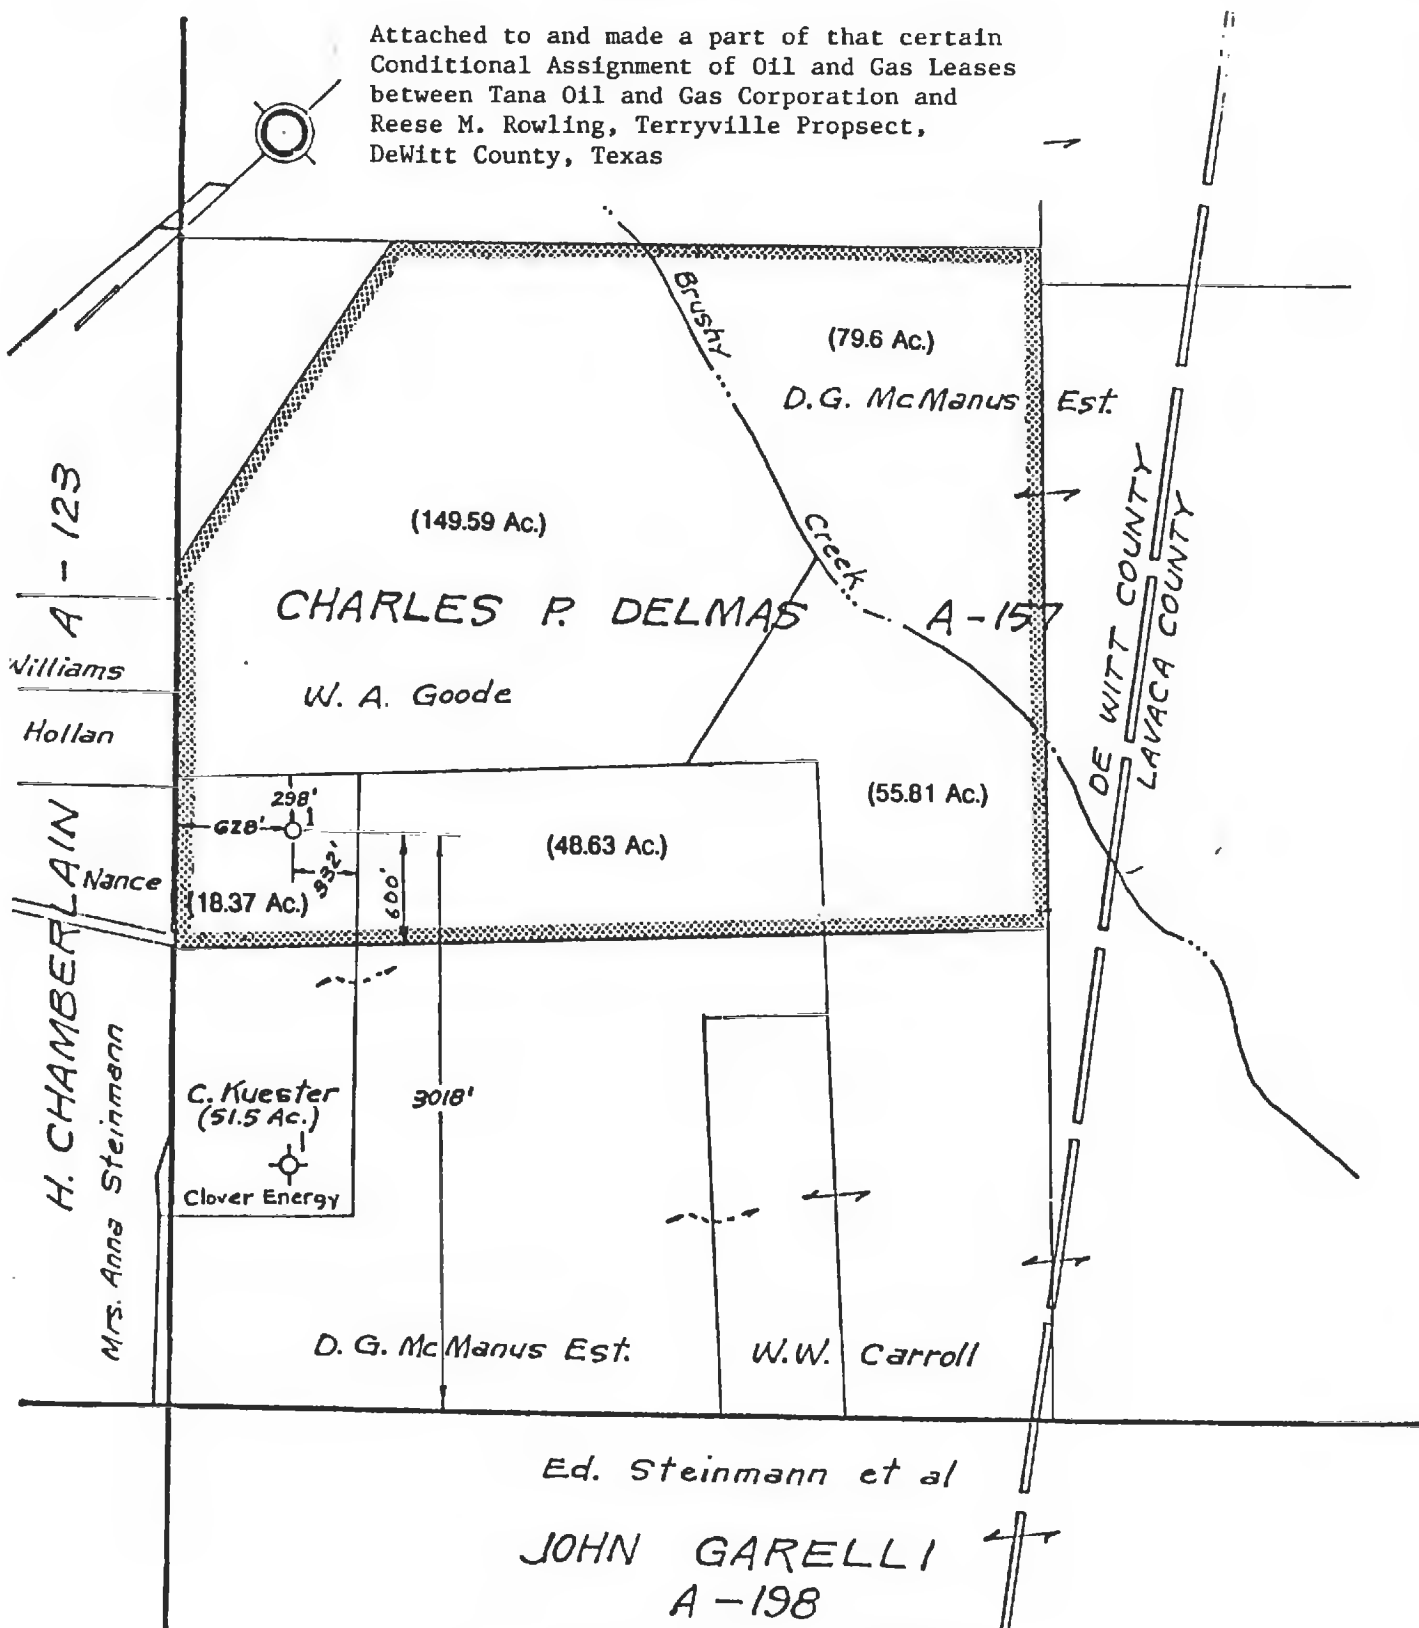 Attached to and made a part of that certain
Conditional Assignment of Oil and Gas Leases
between Tana Oil and Gas Corporation and
Reese M. Rowling, Terryville Propsect,
DeWitt County, Texas
Brushy
Creek
(79.6 Ac.)
D.G. McManus Est.
(149.59 Ac.)
CHARLES P. DELMAS A-157
W. A. Goode
DE WITT COUNTY
LAVACA COUNTY
H. CHAMBERLAIN A-123
Williams
Hollan
Nance
Mrs. Anna Steinmann
298'
628'
1
332'
600'
(18.37 Ac.)
(48.63 Ac.)
(55.81 Ac.)
3018'
C. Kuester
(51.5 Ac.)
1
Clover Energy
D. G. McManus Est.
W.W. Carroll
Ed. Steinmann et al
JOHN GARELLI
A-198